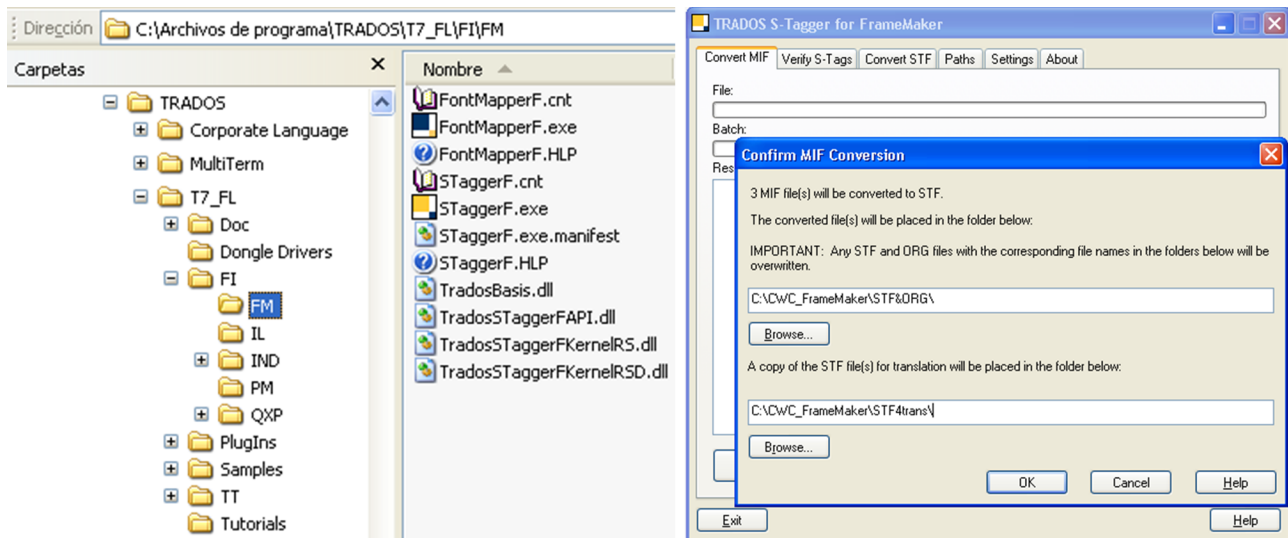 Dirección C:\Archivos de programa\TRADOS\T7_FL\FI\FM
Carpetas
TRADOS
Corporate Language
MultiTerm
T7_FL
Doc
Dongle Drivers
FI
FM
IL
IND
PM
QXP
PlugIns
Samples
TT
Tutorials
Nombre
FontMapperF.cnt
FontMapperF.exe
FontMapperF.HLP
STaggerF.cnt
STaggerF.exe
STaggerF.exe.manifest
STaggerF.HLP
TradosBasis.dll
TradosSTaggerFAPI.dll
TradosSTaggerFKernelRS.dll
TradosSTaggerFKernelRSD.dll
TRADOS S-Tagger for FrameMaker
Convert MIF Verify S-Tags Convert STF Paths Settings About
File:
Batch:
Res
Confirm MIF Conversion
3 MIF file(s) will be converted to STF.
The converted file(s) will be placed in the folder below:
IMPORTANT: Any STF and ORG files with the corresponding file names in the folders below will be
overwritten.
C:\CWC_FrameMaker\STF&ORG\
Browse...
A copy of the STF file(s) for translation will be placed in the folder below:
C:\CWC_FrameMaker\STF4trans\
Browse...
OK Cancel Help
Exit Help